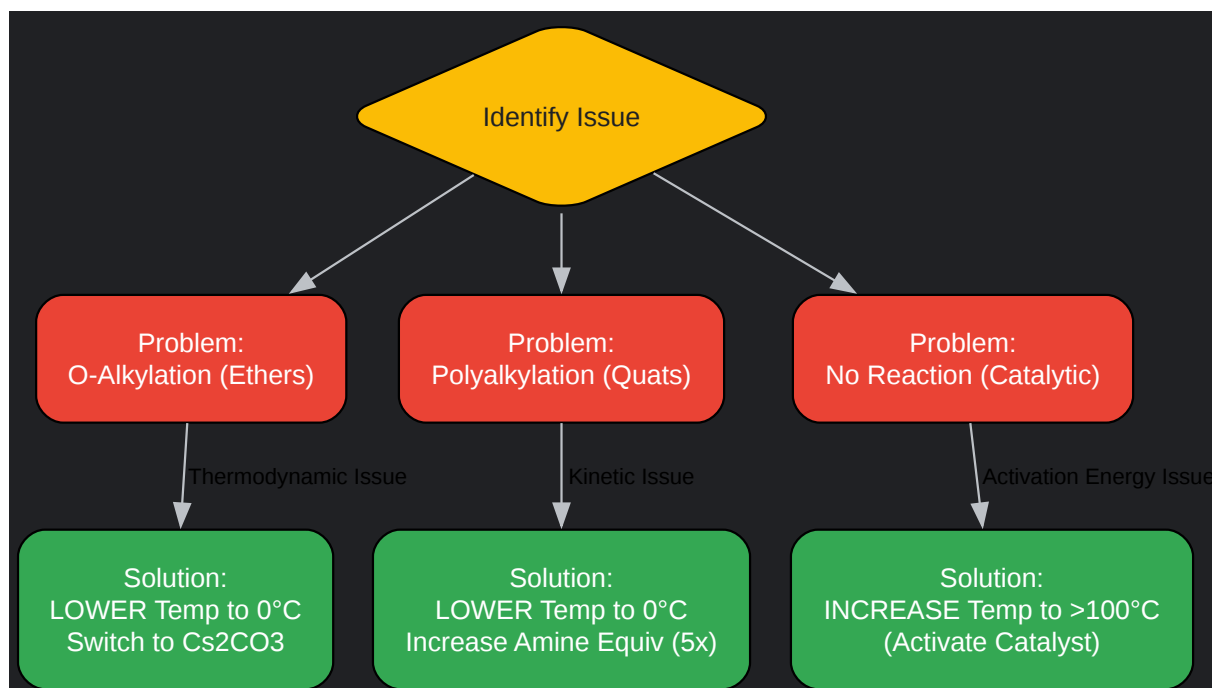 Identify Issue
Problem:
O-Alkylation (Ethers)
Problem:
Polyalkylation (Quats)
Problem:
No Reaction (Catalytic)
Thermodynamic Issue
Kinetic Issue
Activation Energy Issue
Solution:
LOWER Temp to 0°C
Switch to Cs2CO3
Solution:
LOWER Temp to 0°C
Increase Amine Equiv (5x)
Solution:
INCREASE Temp to >100°C
(Activate Catalyst)